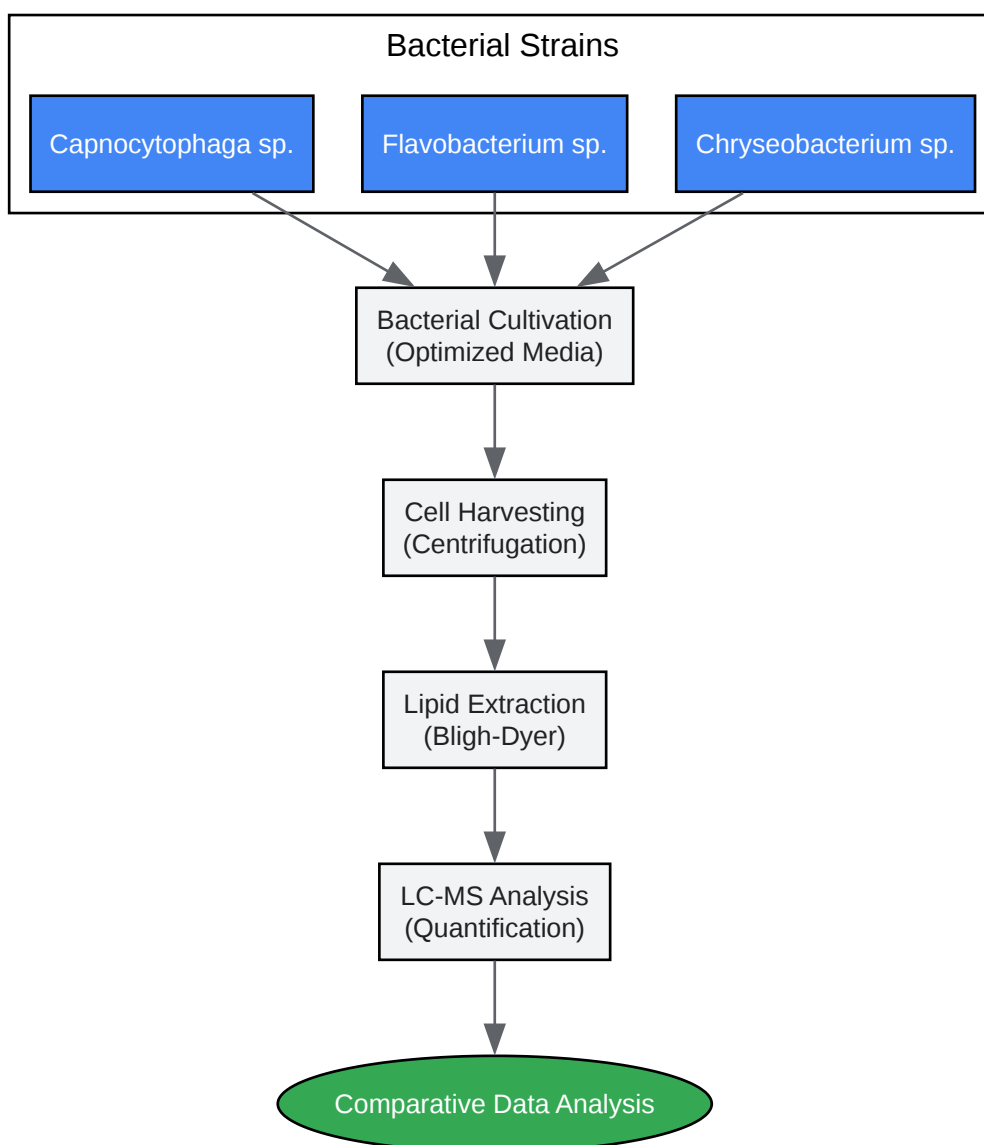 Bacterial Strains
Capnocytophaga sp.
Flavobacterium sp.
Chryseobacterium sp.
Bacterial Cultivation
(Optimized Media)
Cell Harvesting
(Centrifugation)
Lipid Extraction
(Bligh-Dyer)
LC-MS Analysis
(Quantification)
Comparative Data Analysis